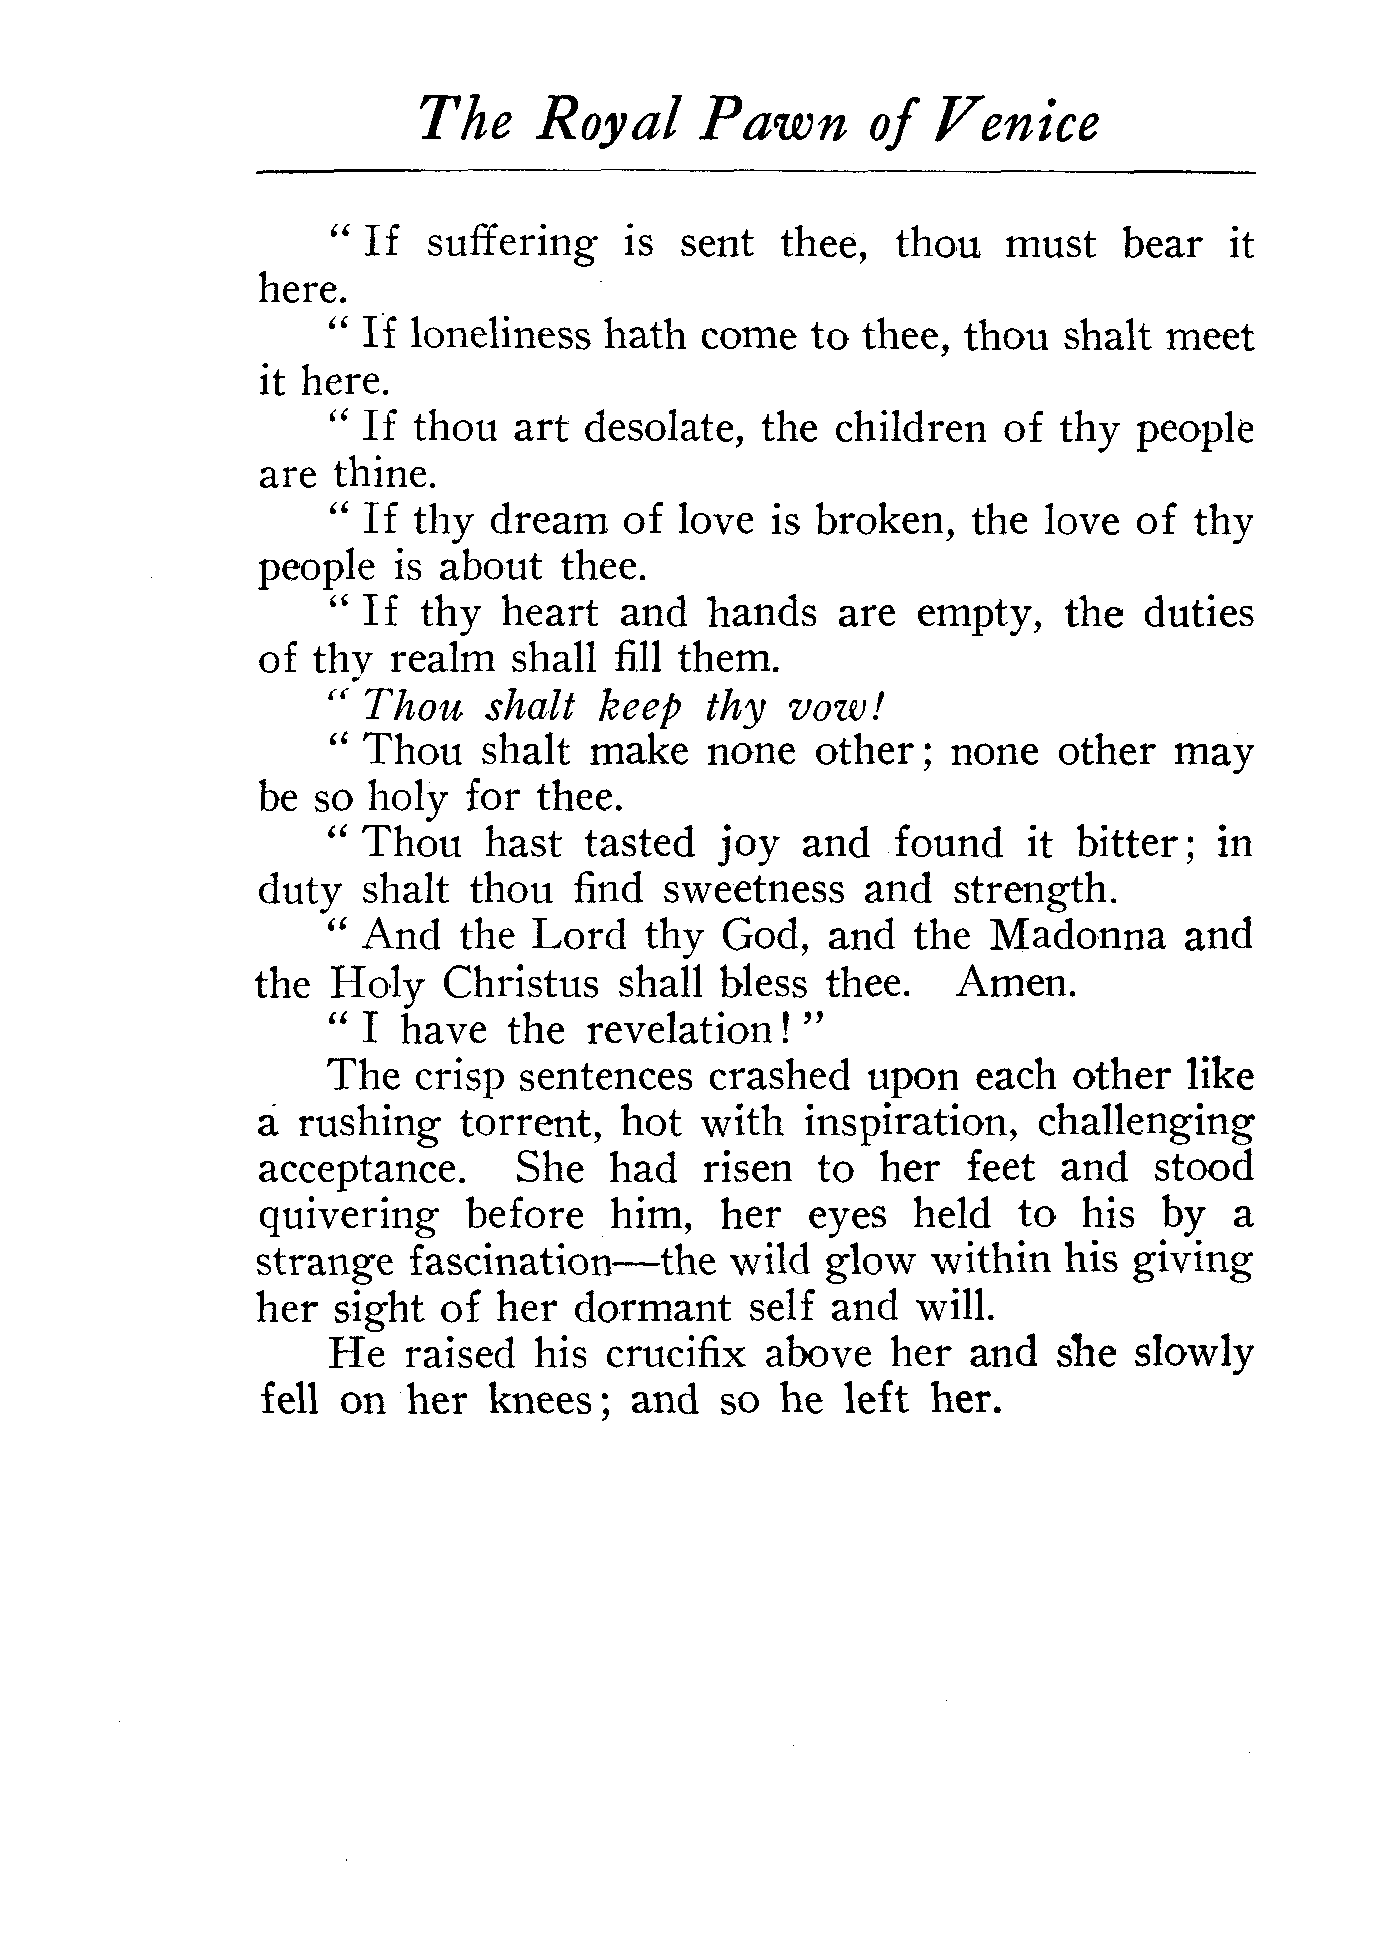 The Royal Pawn of Venice
" If suffering is sent thee, thou must bear it
here.
" If loneliness hath come to thee, thou shalt meet
it here.
" If thou art desolate, the children of thy people
are thine.
" If thy dream of love is broken, the love of thy
people is about thee.
" If thy heart and hands are empty, the duties
of thy realm shall fill them.
" Thou shalt keep thy vow!
" Thou shalt make none other; none other may
be so holy for thee.
" Thou hast tasted joy and found it bitter; in
duty shalt thou find sweetness and strength.
" And the Lord thy God, and the Madonna and
the Holy Christus shall bless thee. Amen.
" I have the revelation! "
The crisp sentences crashed upon each other like
a rushing torrent, hot with inspiration, challenging
acceptance. She had risen to her feet and stood
quivering before him, her eyes held to his by a
strange fascination—the wild glow within his giving
her sight of her dormant self and will.
He raised his crucifix above her and she slowly
fell on her knees; and so he left her.